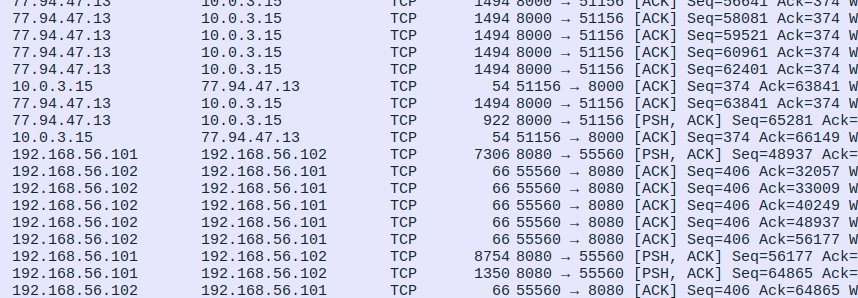 77.94.47.13 10.0.3.15 TCP 1494 8000 → 51156 [ACK] Seq=56641 Ack=374 W
77.94.47.13 10.0.3.15 TCP 1494 8000 → 51156 [ACK] Seq=58081 Ack=374 W
77.94.47.13 10.0.3.15 TCP 1494 8000 → 51156 [ACK] Seq=59521 Ack=374 W
77.94.47.13 10.0.3.15 TCP 1494 8000 → 51156 [ACK] Seq=60961 Ack=374 W
77.94.47.13 10.0.3.15 TCP 1494 8000 → 51156 [ACK] Seq=62401 Ack=374 W
10.0.3.15 77.94.47.13 TCP 54 51156 → 8000 [ACK] Seq=374 Ack=63841 W
77.94.47.13 10.0.3.15 TCP 1494 8000 → 51156 [ACK] Seq=63841 Ack=374 W
77.94.47.13 10.0.3.15 TCP 922 8000 → 51156 [PSH, ACK] Seq=65281 Ack=
10.0.3.15 77.94.47.13 TCP 54 51156 → 8000 [ACK] Seq=374 Ack=66149 W
192.168.56.101 192.168.56.102 TCP 7306 8080 → 55560 [PSH, ACK] Seq=48937 Ack=
192.168.56.102 192.168.56.101 TCP 66 55560 → 8080 [ACK] Seq=406 Ack=32057 W
192.168.56.102 192.168.56.101 TCP 66 55560 → 8080 [ACK] Seq=406 Ack=33009 W
192.168.56.102 192.168.56.101 TCP 66 55560 → 8080 [ACK] Seq=406 Ack=40249 W
192.168.56.102 192.168.56.101 TCP 66 55560 → 8080 [ACK] Seq=406 Ack=48937 W
192.168.56.102 192.168.56.101 TCP 66 55560 → 8080 [ACK] Seq=406 Ack=56177 W
192.168.56.101 192.168.56.102 TCP 8754 8080 → 55560 [PSH, ACK] Seq=56177 Ack=
192.168.56.101 192.168.56.102 TCP 1350 8080 → 55560 [PSH, ACK] Seq=64865 Ack=
192.168.56.102 192.168.56.101 TCP 66 55560 → 8080 [ACK] Seq=406 Ack=64865 W